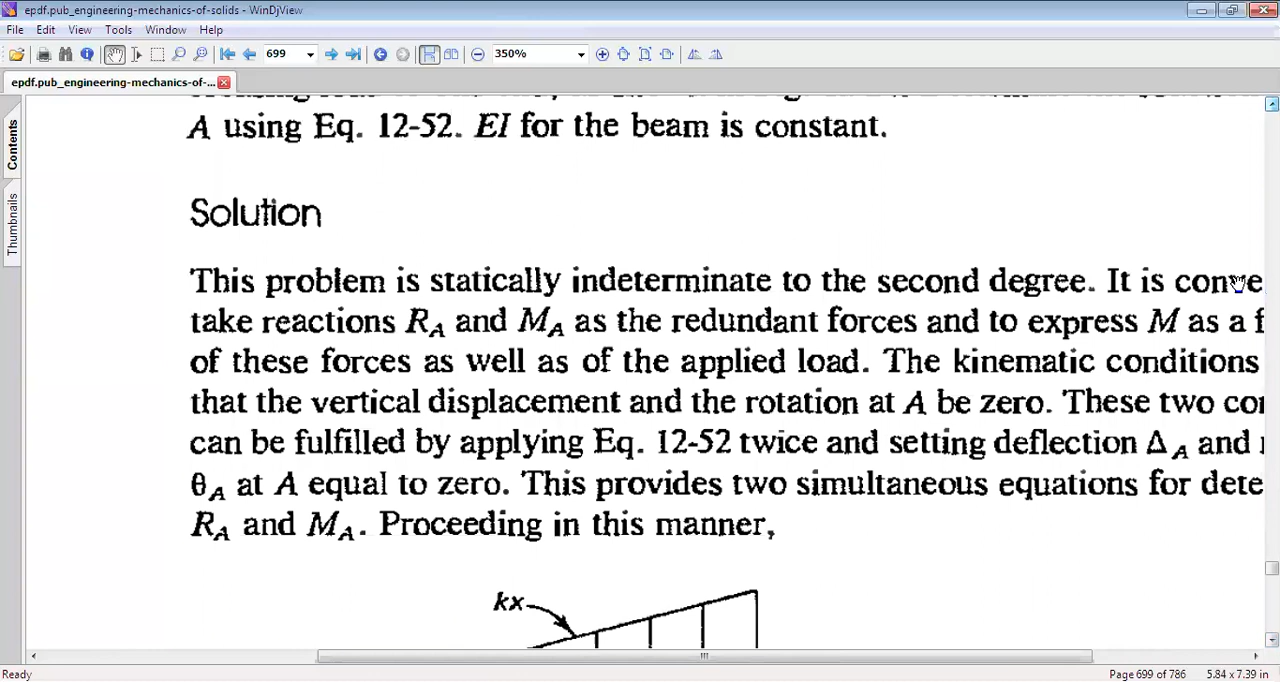 epdf.pub_engineering-mechanics-of-solids - WinDjView
File Edit View Tools Window Help
699 350%
epdf.pub_engineering-mechanics-of-...
Contents
Thumbnails
A using Eq. 12-52. EI for the beam is constant.
Solution
This problem is statically indeterminate to the second degree. It is conve
take reactions R_A and M_A as the redundant forces and to express M as a f
of these forces as well as of the applied load. The kinematic conditions
that the vertical displacement and the rotation at A be zero. These two co
can be fulfilled by applying Eq. 12-52 twice and setting deflection Δ_A and
θ_A at A equal to zero. This provides two simultaneous equations for dete
R_A and M_A. Proceeding in this manner,
kx
Ready Page 699 of 786 5.84 x 7.39 in